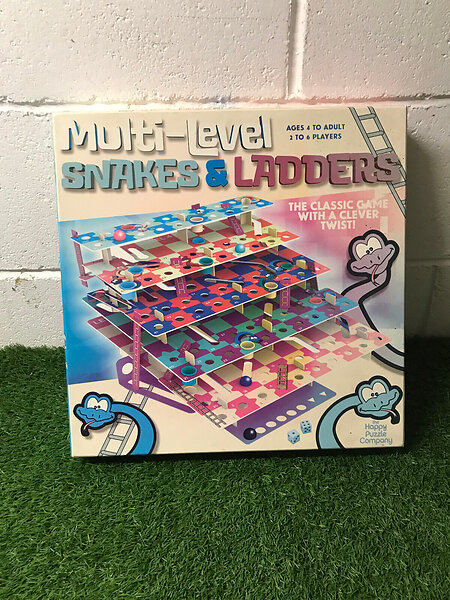 Multi-Level
SNAKES & LADDERS
AGES 4 TO ADULT
2 TO 6 PLAYERS
THE CLASSIC GAME
WITH A CLEVER
TWIST!
the
Happy
Puzzle
Company